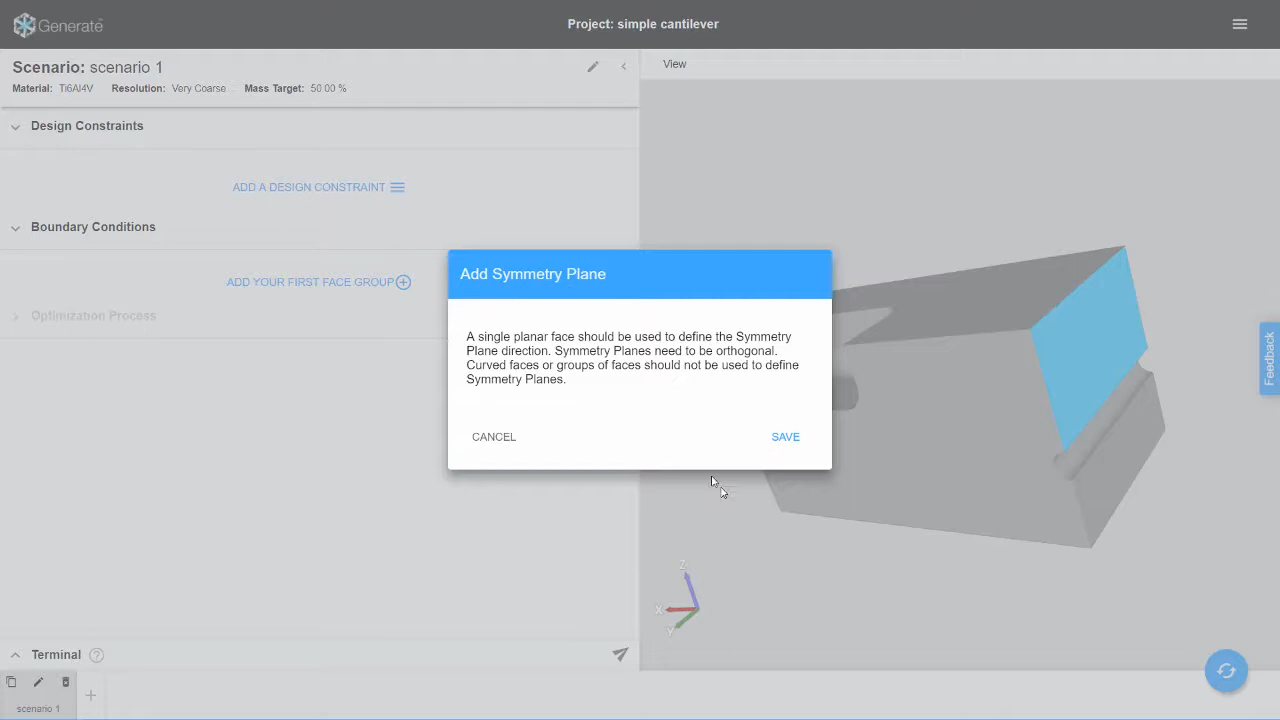 Generate
Project: simple cantilever
Scenario: scenario 1
View
Material: Ti6Al4V Resolution: Very Coarse Mass Target: 50.00 %
Design Constraints
ADD A DESIGN CONSTRAINT
Boundary Conditions
ADD YOUR FIRST FACE GROUP
Optimization Process
Add Symmetry Plane
A single planar face should be used to define the Symmetry
Plane direction. Symmetry Planes need to be orthogonal.
Curved faces or groups of faces should not be used to define
Symmetry Planes.
CANCEL SAVE
Feedback
Z
X
Y
Terminal ?
scenario 1